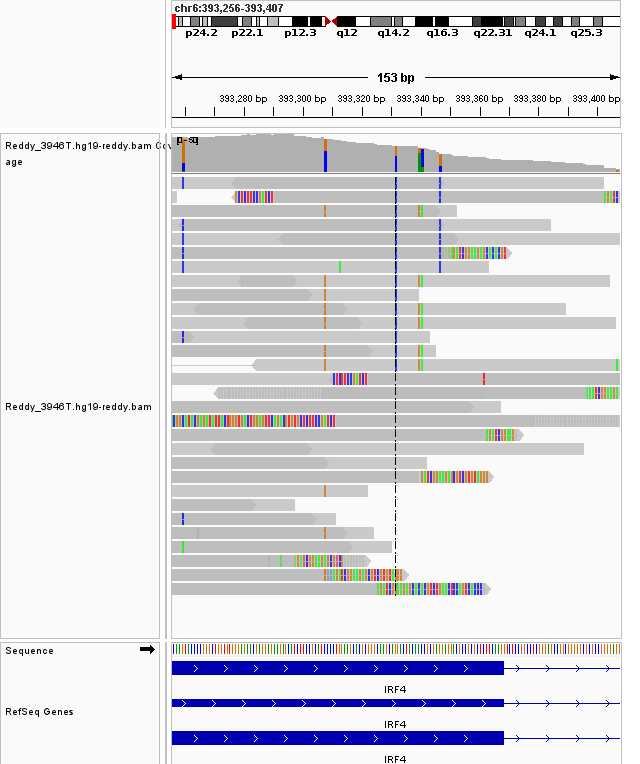 chr6:393,256-393,407
p24.2 p22.1 p12.3 q12 q14.2 q16.3 q22.31 q24.1 q25.3
153 bp
393,280 bp 393,300 bp 393,320 bp 393,340 bp 393,360 bp 393,380 bp 393,400 bp
Reddy_3946T.hg19-reddy.bam Cov
age
Reddy_3946T.hg19-reddy.bam
Sequence
IRF4
RefSeq Genes
IRF4
IRF4